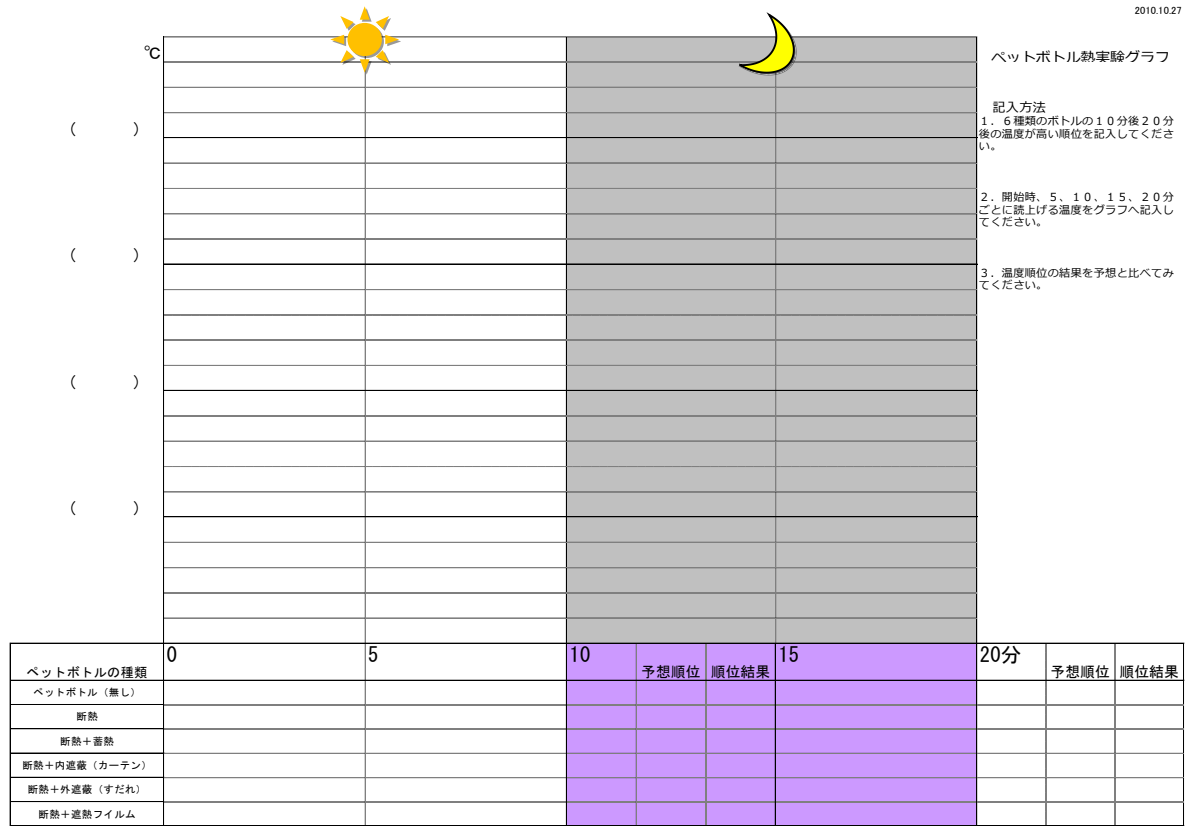 2010.10.27
℃
ペットボトル熱実験グラフ
記入方法
1．6種類のボトルの10分後20分
後の温度が高い順位を記入してくださ
い。
(　　　)
2．開始時、5、10、15、20分
ごとに読上げる温度をグラフへ記入し
てください。
(　　　)
3．温度順位の結果を予想と比べてみ
てください。
(　　　)
(　　　)
ペットボトルの種類 0 5 10 予想順位 順位結果 15 20分 予想順位 順位結果
ペットボトル（無し）
断熱
断熱＋蓄熱
断熱＋内遮蔽（カーテン）
断熱＋外遮蔽（すだれ）
断熱＋遮熱フイルム